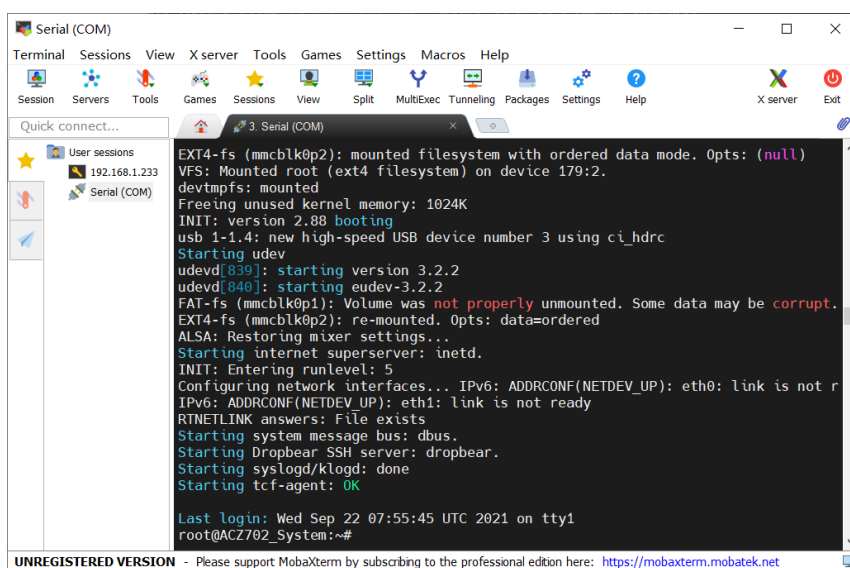 Serial (COM)
Terminal Sessions View X server Tools Games Settings Macros Help
Session Servers Tools Games Sessions View Split MultiExec Tunneling Packages Settings Help X server Exit
Quick connect...
3. Serial (COM)
User sessions
192.168.1.233
Serial (COM)
EXT4-fs (mmcblk0p2): mounted filesystem with ordered data mode. Opts: (null)
VFS: Mounted root (ext4 filesystem) on device 179:2.
devtmpfs: mounted
Freeing unused kernel memory: 1024K
INIT: version 2.88 booting
usb 1-1.4: new high-speed USB device number 3 using ci_hdrc
Starting udev
udevd[839]: starting version 3.2.2
udevd[840]: starting eudev-3.2.2
FAT-fs (mmcblk0p1): Volume was not properly unmounted. Some data may be corrupt.
EXT4-fs (mmcblk0p2): re-mounted. Opts: data=ordered
ALSA: Restoring mixer settings...
Starting internet superserver: inetd.
INIT: Entering runlevel: 5
Configuring network interfaces... IPv6: ADDRCONF(NETDEV_UP): eth0: link is not r
IPv6: ADDRCONF(NETDEV_UP): eth1: link is not ready
RTNETLINK answers: File exists
Starting system message bus: dbus.
Starting Dropbear SSH server: dropbear.
Starting syslogd/klogd: done
Starting tcf-agent: OK
Last login: Wed Sep 22 07:55:45 UTC 2021 on tty1
root@ACZ702_System:~#
UNREGISTERED VERSION - Please support MobaXterm by subscribing to the professional edition here: https://mobaxterm.mobatek.net